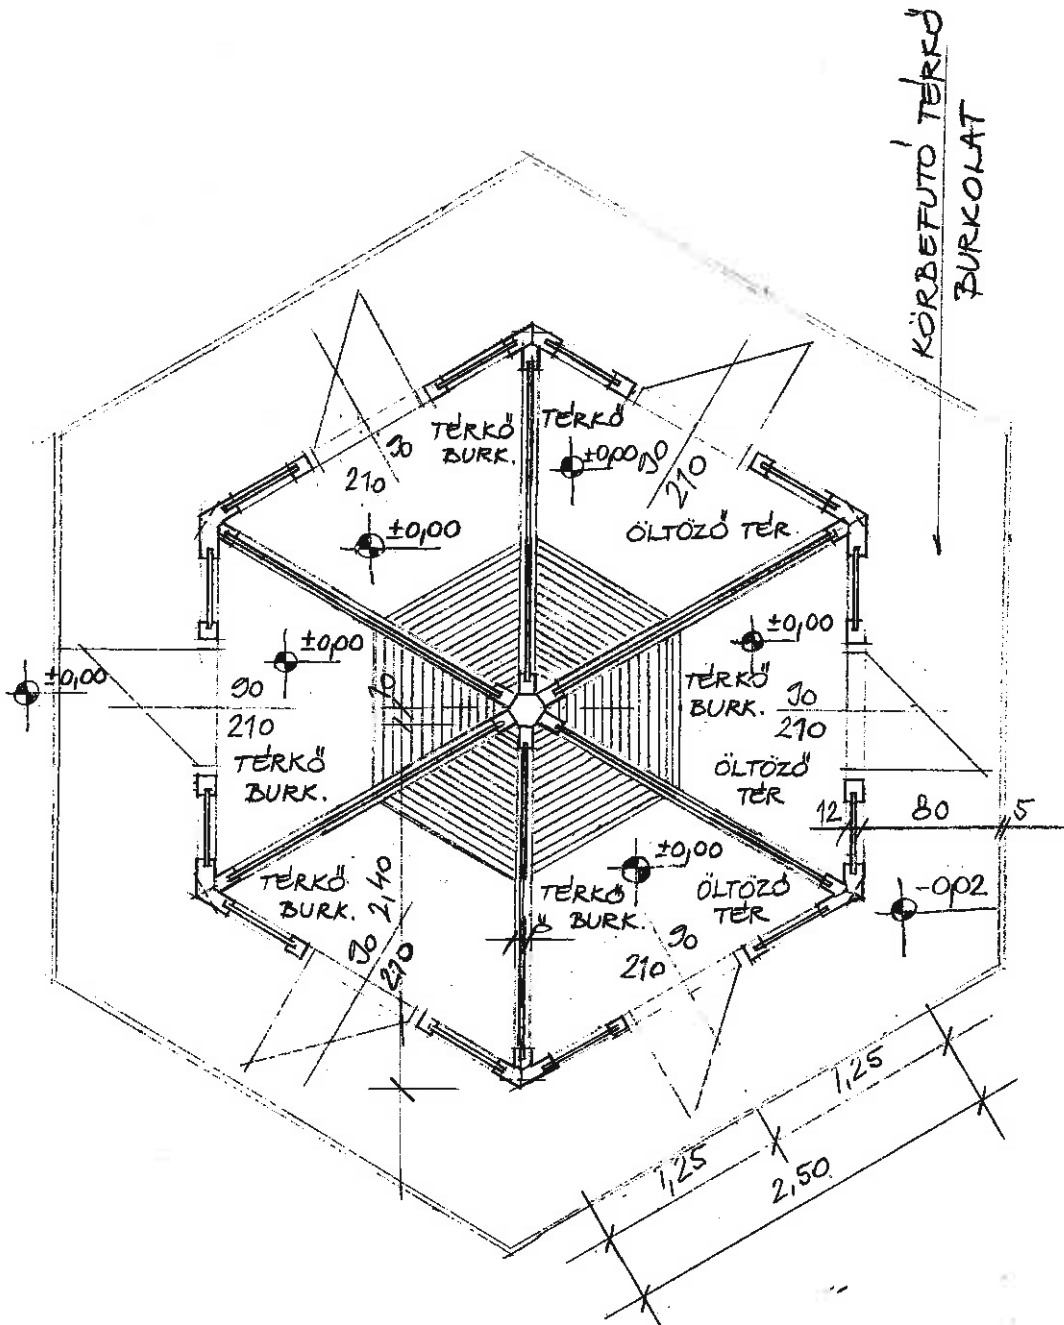 KÖRBEFUTÓ TÉRKŐ
BURKOLAT
TÉRKŐ
BURK.
TÉRKŐ
90
210
±0,00
90
210
ÖLTÖZŐ TÉR
±0,00
±0,00
±0,00
±0,00
90
210
TÉRKŐ
BURK.
10
TÉRKŐ
BURK.
90
210
ÖLTÖZŐ
TÉR
12
80
5
TÉRKŐ
BURK.
2,40
90
210
±0,00
TÉRKŐ
BURK.
ÖLTÖZŐ
TÉR
90
210
-0,02
1,25
1,25
2,50